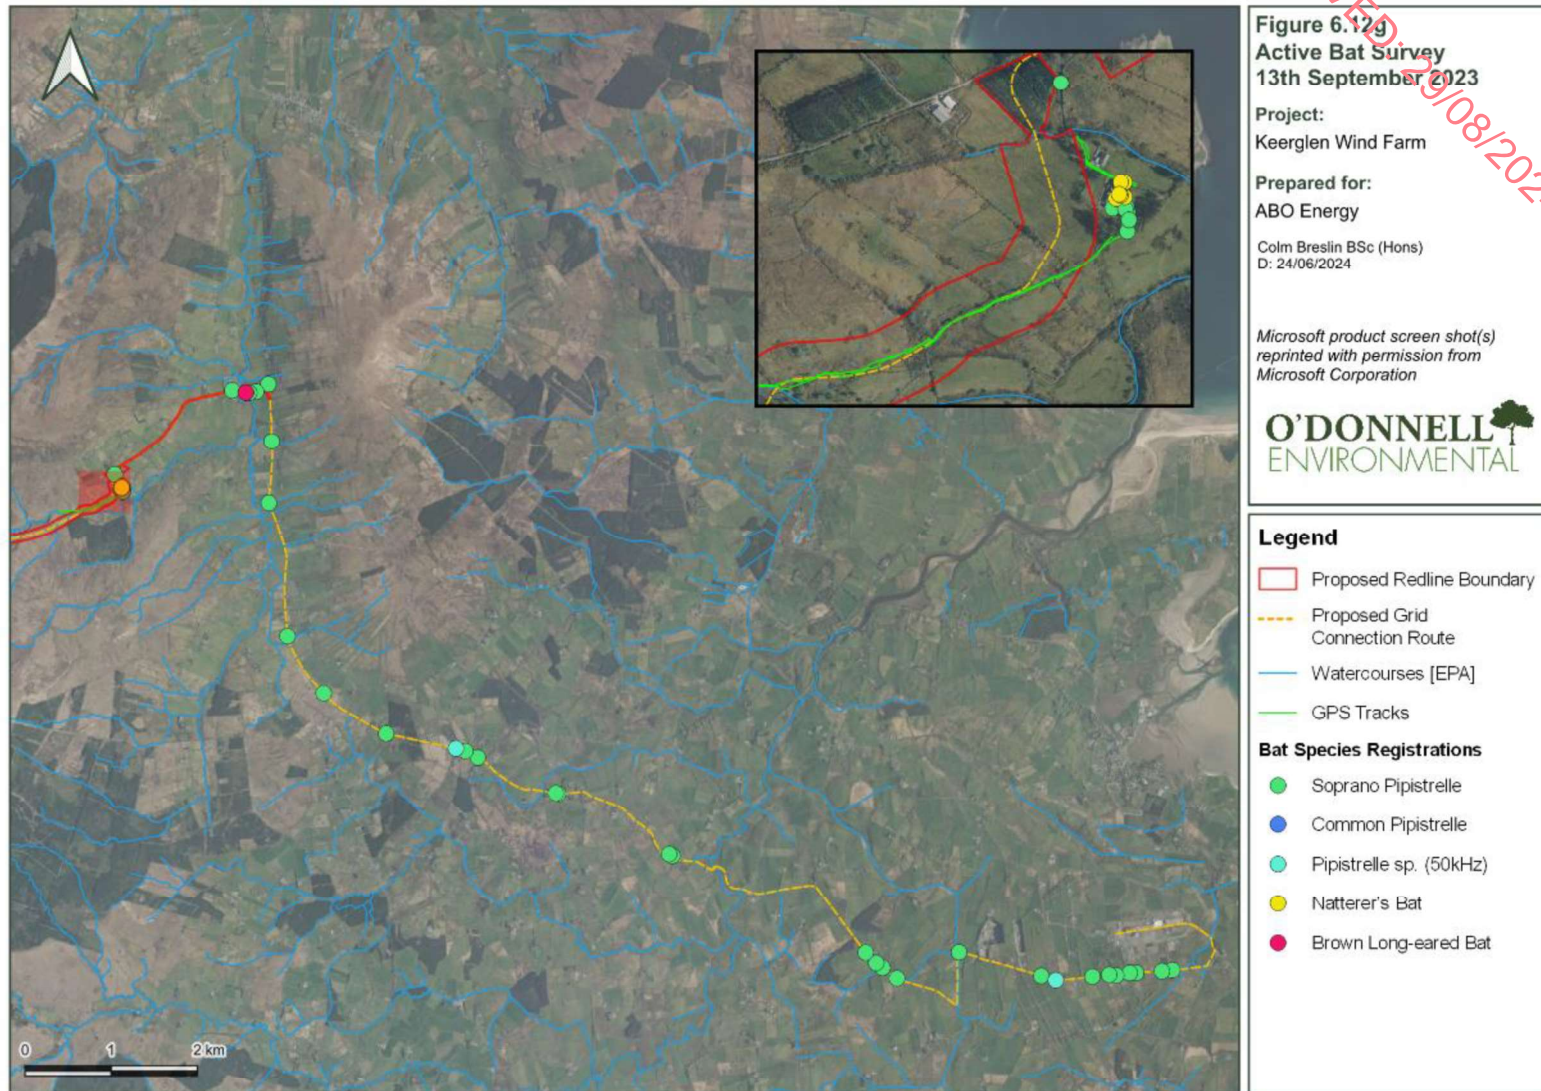 Figure 6.12g
Active Bat Survey
13th September 2023
Project:
Keerglen Wind Farm
Prepared for:
ABO Energy
Colm Breslin BSc (Hons)
D: 24/06/2024
Microsoft product screen shot(s)
reprinted with permission from
Microsoft Corporation
O'DONNELL
ENVIRONMENTAL
Legend
Proposed Redline Boundary
Proposed Grid
Connection Route
Watercourses [EPA]
GPS Tracks
Bat Species Registrations
Soprano Pipistrelle
Common Pipistrelle
Pipistrelle sp. (50kHz)
Natterer's Bat
Brown Long-eared Bat
0 1 2 km